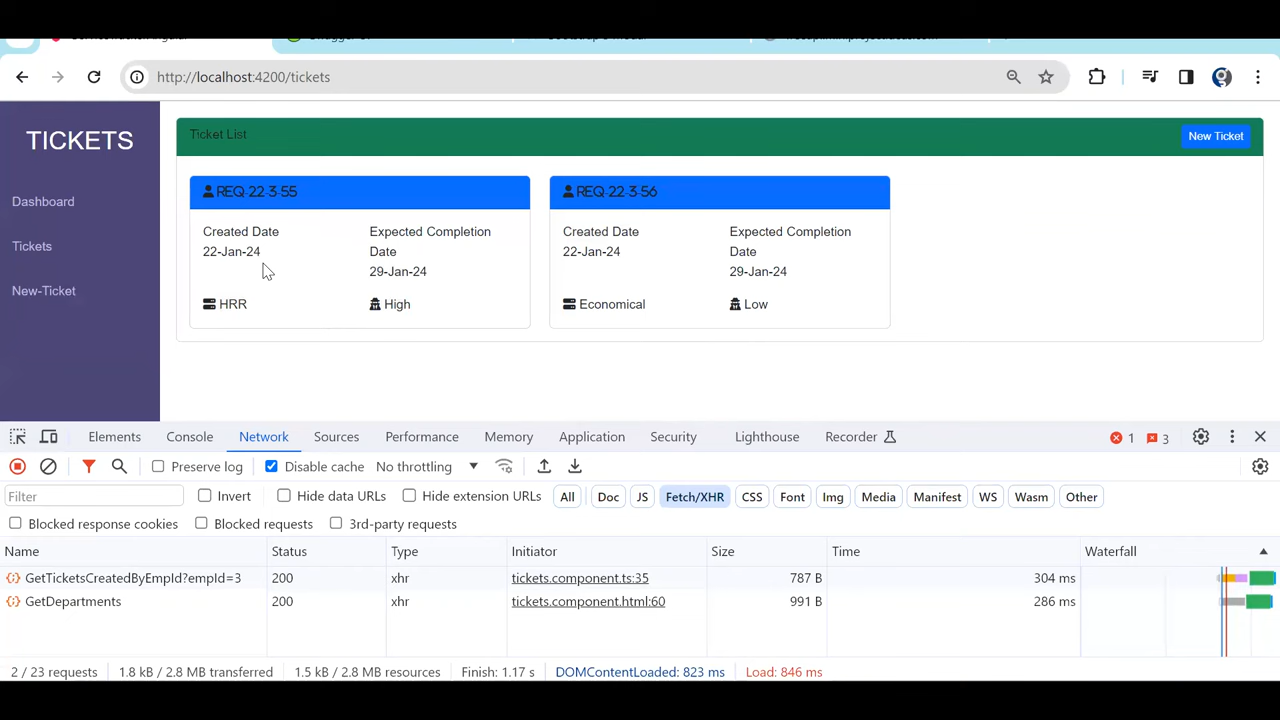 http://localhost:4200/tickets
TICKETS
Dashboard
Tickets
New-Ticket
Ticket List
New Ticket
REQ-22-3-55
Created Date
22-Jan-24
Expected Completion
Date
29-Jan-24
HRR
High
REQ-22-3-56
Created Date
22-Jan-24
Expected Completion
Date
29-Jan-24
Economical
Low
Elements Console Network Sources Performance Memory Application Security Lighthouse Recorder 1 3
Preserve log Disable cache No throttling
Filter Invert Hide data URLs Hide extension URLs All Doc JS Fetch/XHR CSS Font Img Media Manifest WS Wasm Other
Blocked response cookies Blocked requests 3rd-party requests
Name Status Type Initiator Size Time Waterfall
GetTicketsCreatedByEmpId?empId=3 200 xhr tickets.component.ts:35 787 B 304 ms
GetDepartments 200 xhr tickets.component.html:60 991 B 286 ms
2 / 23 requests 1.8 kB / 2.8 MB transferred 1.5 kB / 2.8 MB resources Finish: 1.17 s DOMContentLoaded: 823 ms Load: 846 ms